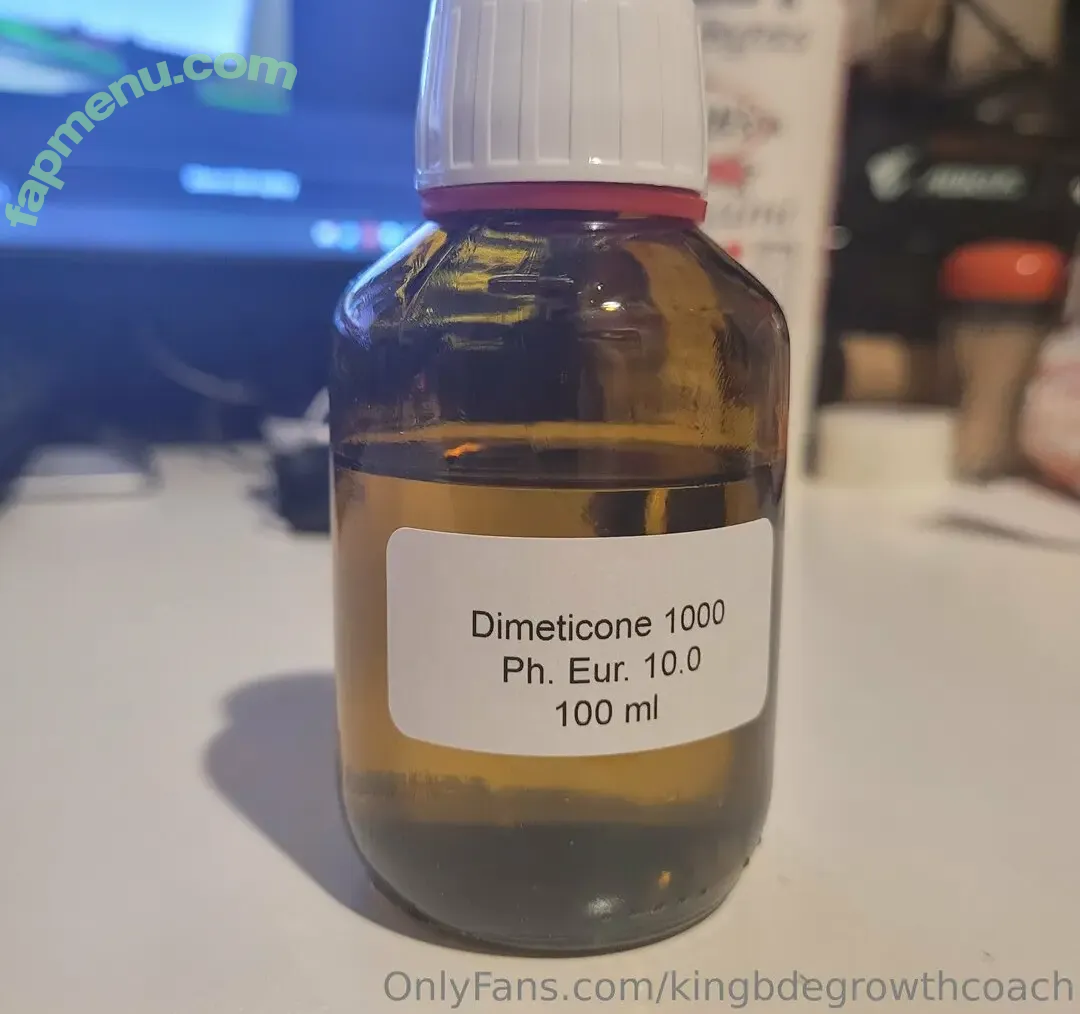 fapmenu.com
Dimeticone 1000
Ph. Eur. 10.0
100 ml
OnlyFans.com/kingbdegrowthcoach